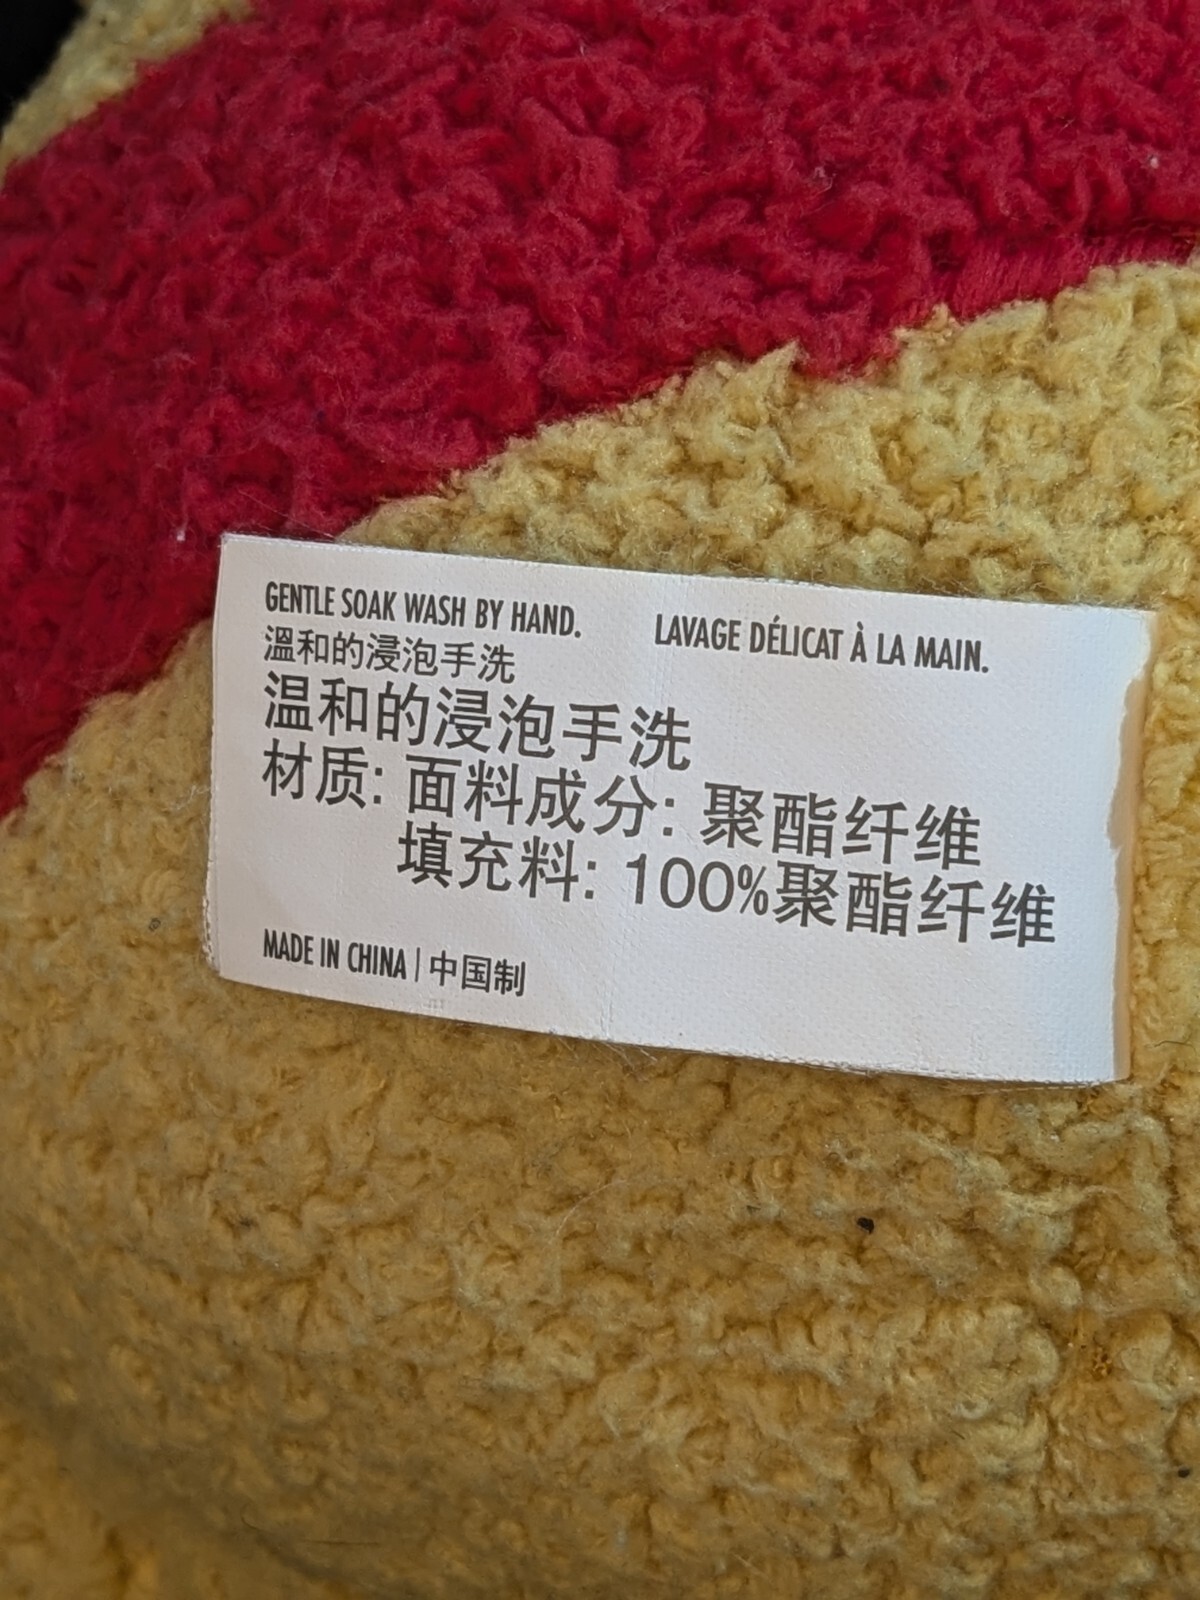 GENTLE SOAK WASH BY HAND. LAVAGE DÉLICAT À LA MAIN.
溫和的浸泡手洗
温和的浸泡手洗
材质: 面料成分: 聚酯纤维
填充料: 100%聚酯纤维
MADE IN CHINA | 中国制